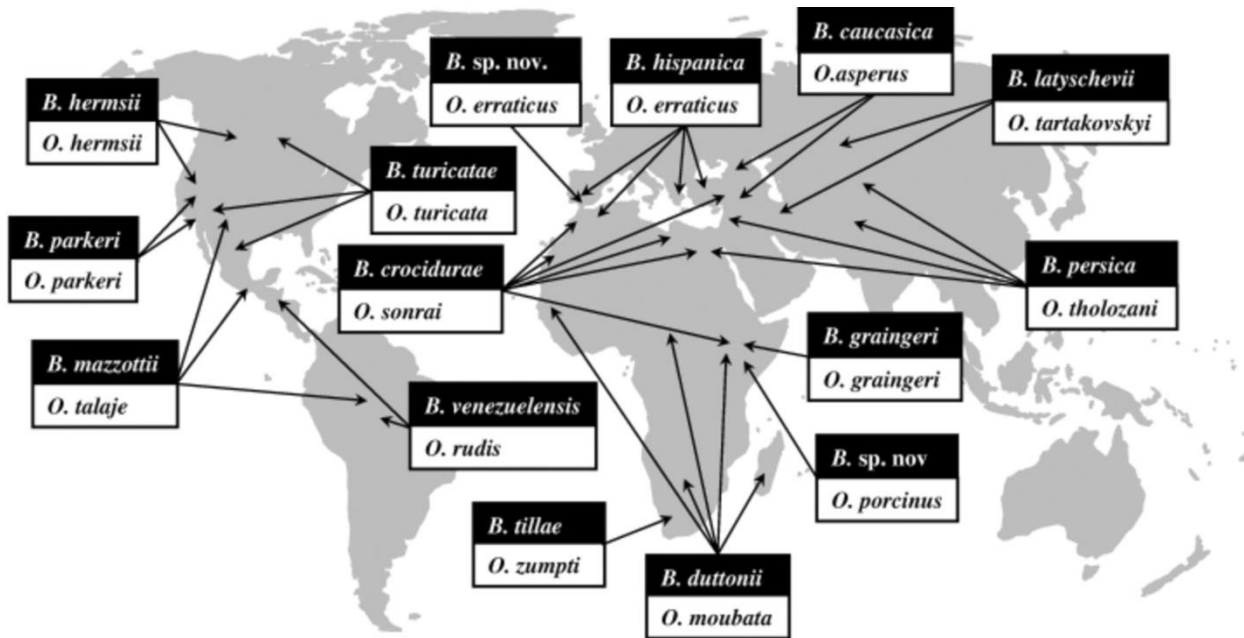 B. caucasica
O.asperus
B. sp. nov.
O. erraticus
B. hispanica
O. erraticus
B. latyschevii
O. tartakovskyi
B. hermsii
O. hermsii
B. turicatae
O. turicata
B. parkeri
O. parkeri
B. crocidurae
O. sonrai
B. persica
O. tholozani
B. graingeri
O. graingeri
B. mazzottii
O. talaje
B. venezuelensis
O. rudis
B. sp. nov
O. porcinus
B. tillae
O. zumpti
B. duttonii
O. moubata